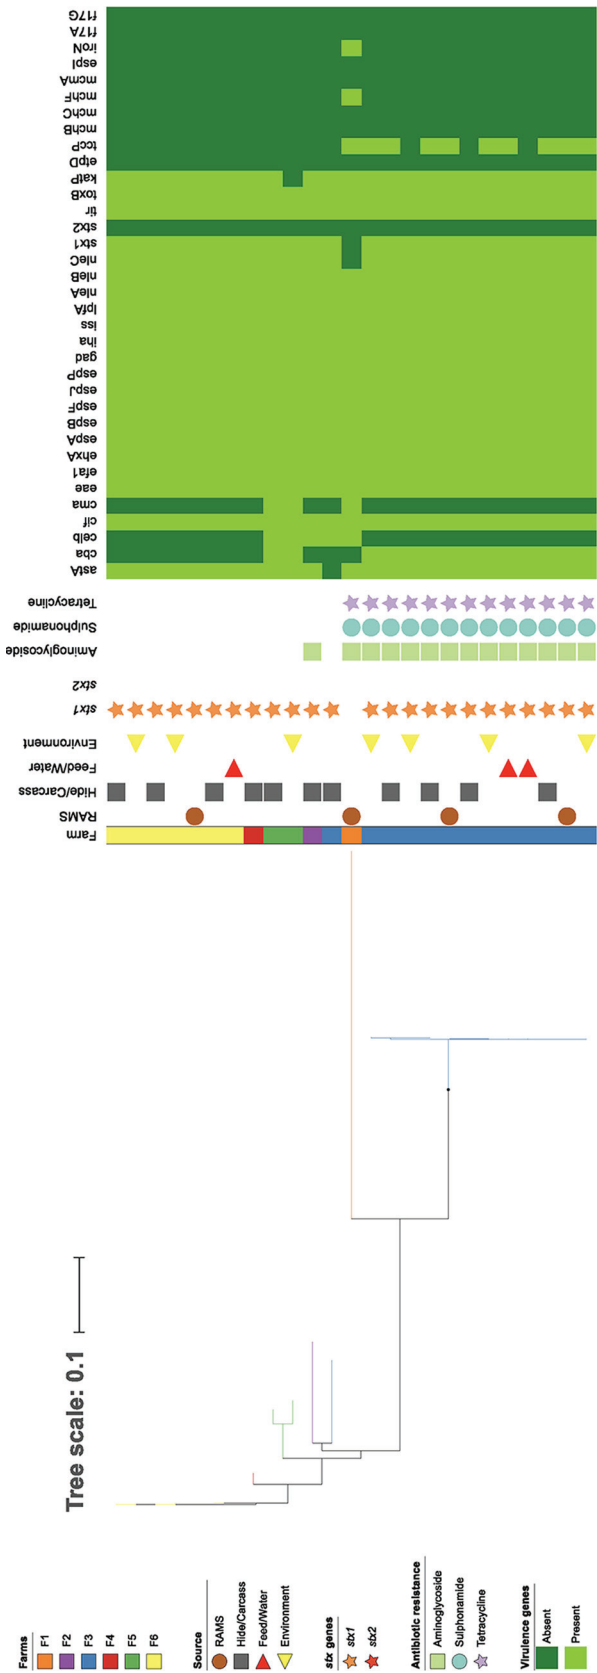 f17G
f17A
iroN
espI
mcmA
mchF
mchC
mchB
tccP
etpD
katP
toxB
tir
stx2
stx1
nleC
nleB
nleA
lpfA
iss
iha
gad
espP
espJ
espF
espB
espA
ehxA
efa1
eae
cma
cif
celb
cba
astA
Tetracycline
Sulphonamide
Aminoglycoside
stx2
stx1
Environment
Feed/Water
Hide/Carcass
RAMS
Farm
Tree scale: 0.1
Farms
F1
F2
F3
F4
F5
F6
Source
RAMS
Hide/Carcass
Feed/Water
Environment
stx genes
stx1
stx2
Antibiotic resistance
Aminoglycoside
Sulphonamide
Tetracycline
Virulence genes
Absent
Present